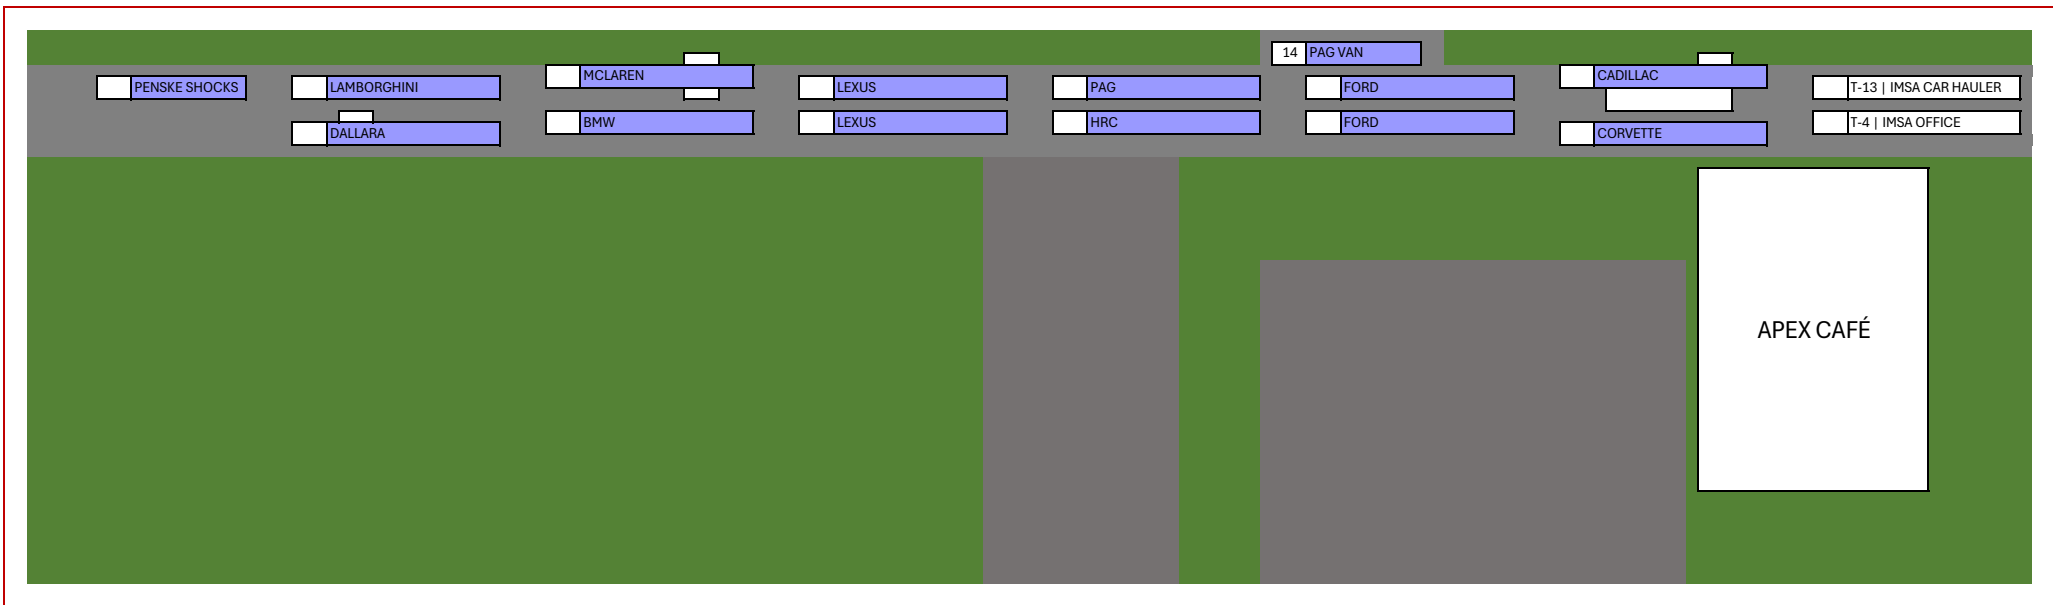 14 PAG VAN
PENSKE SHOCKS
LAMBORGHINI
MCLAREN
LEXUS
PAG
FORD
CADILLAC
T-13 | IMSA CAR HAULER
DALLARA
BMW
LEXUS
HRC
FORD
CORVETTE
T-4 | IMSA OFFICE
APEX CAFÉ